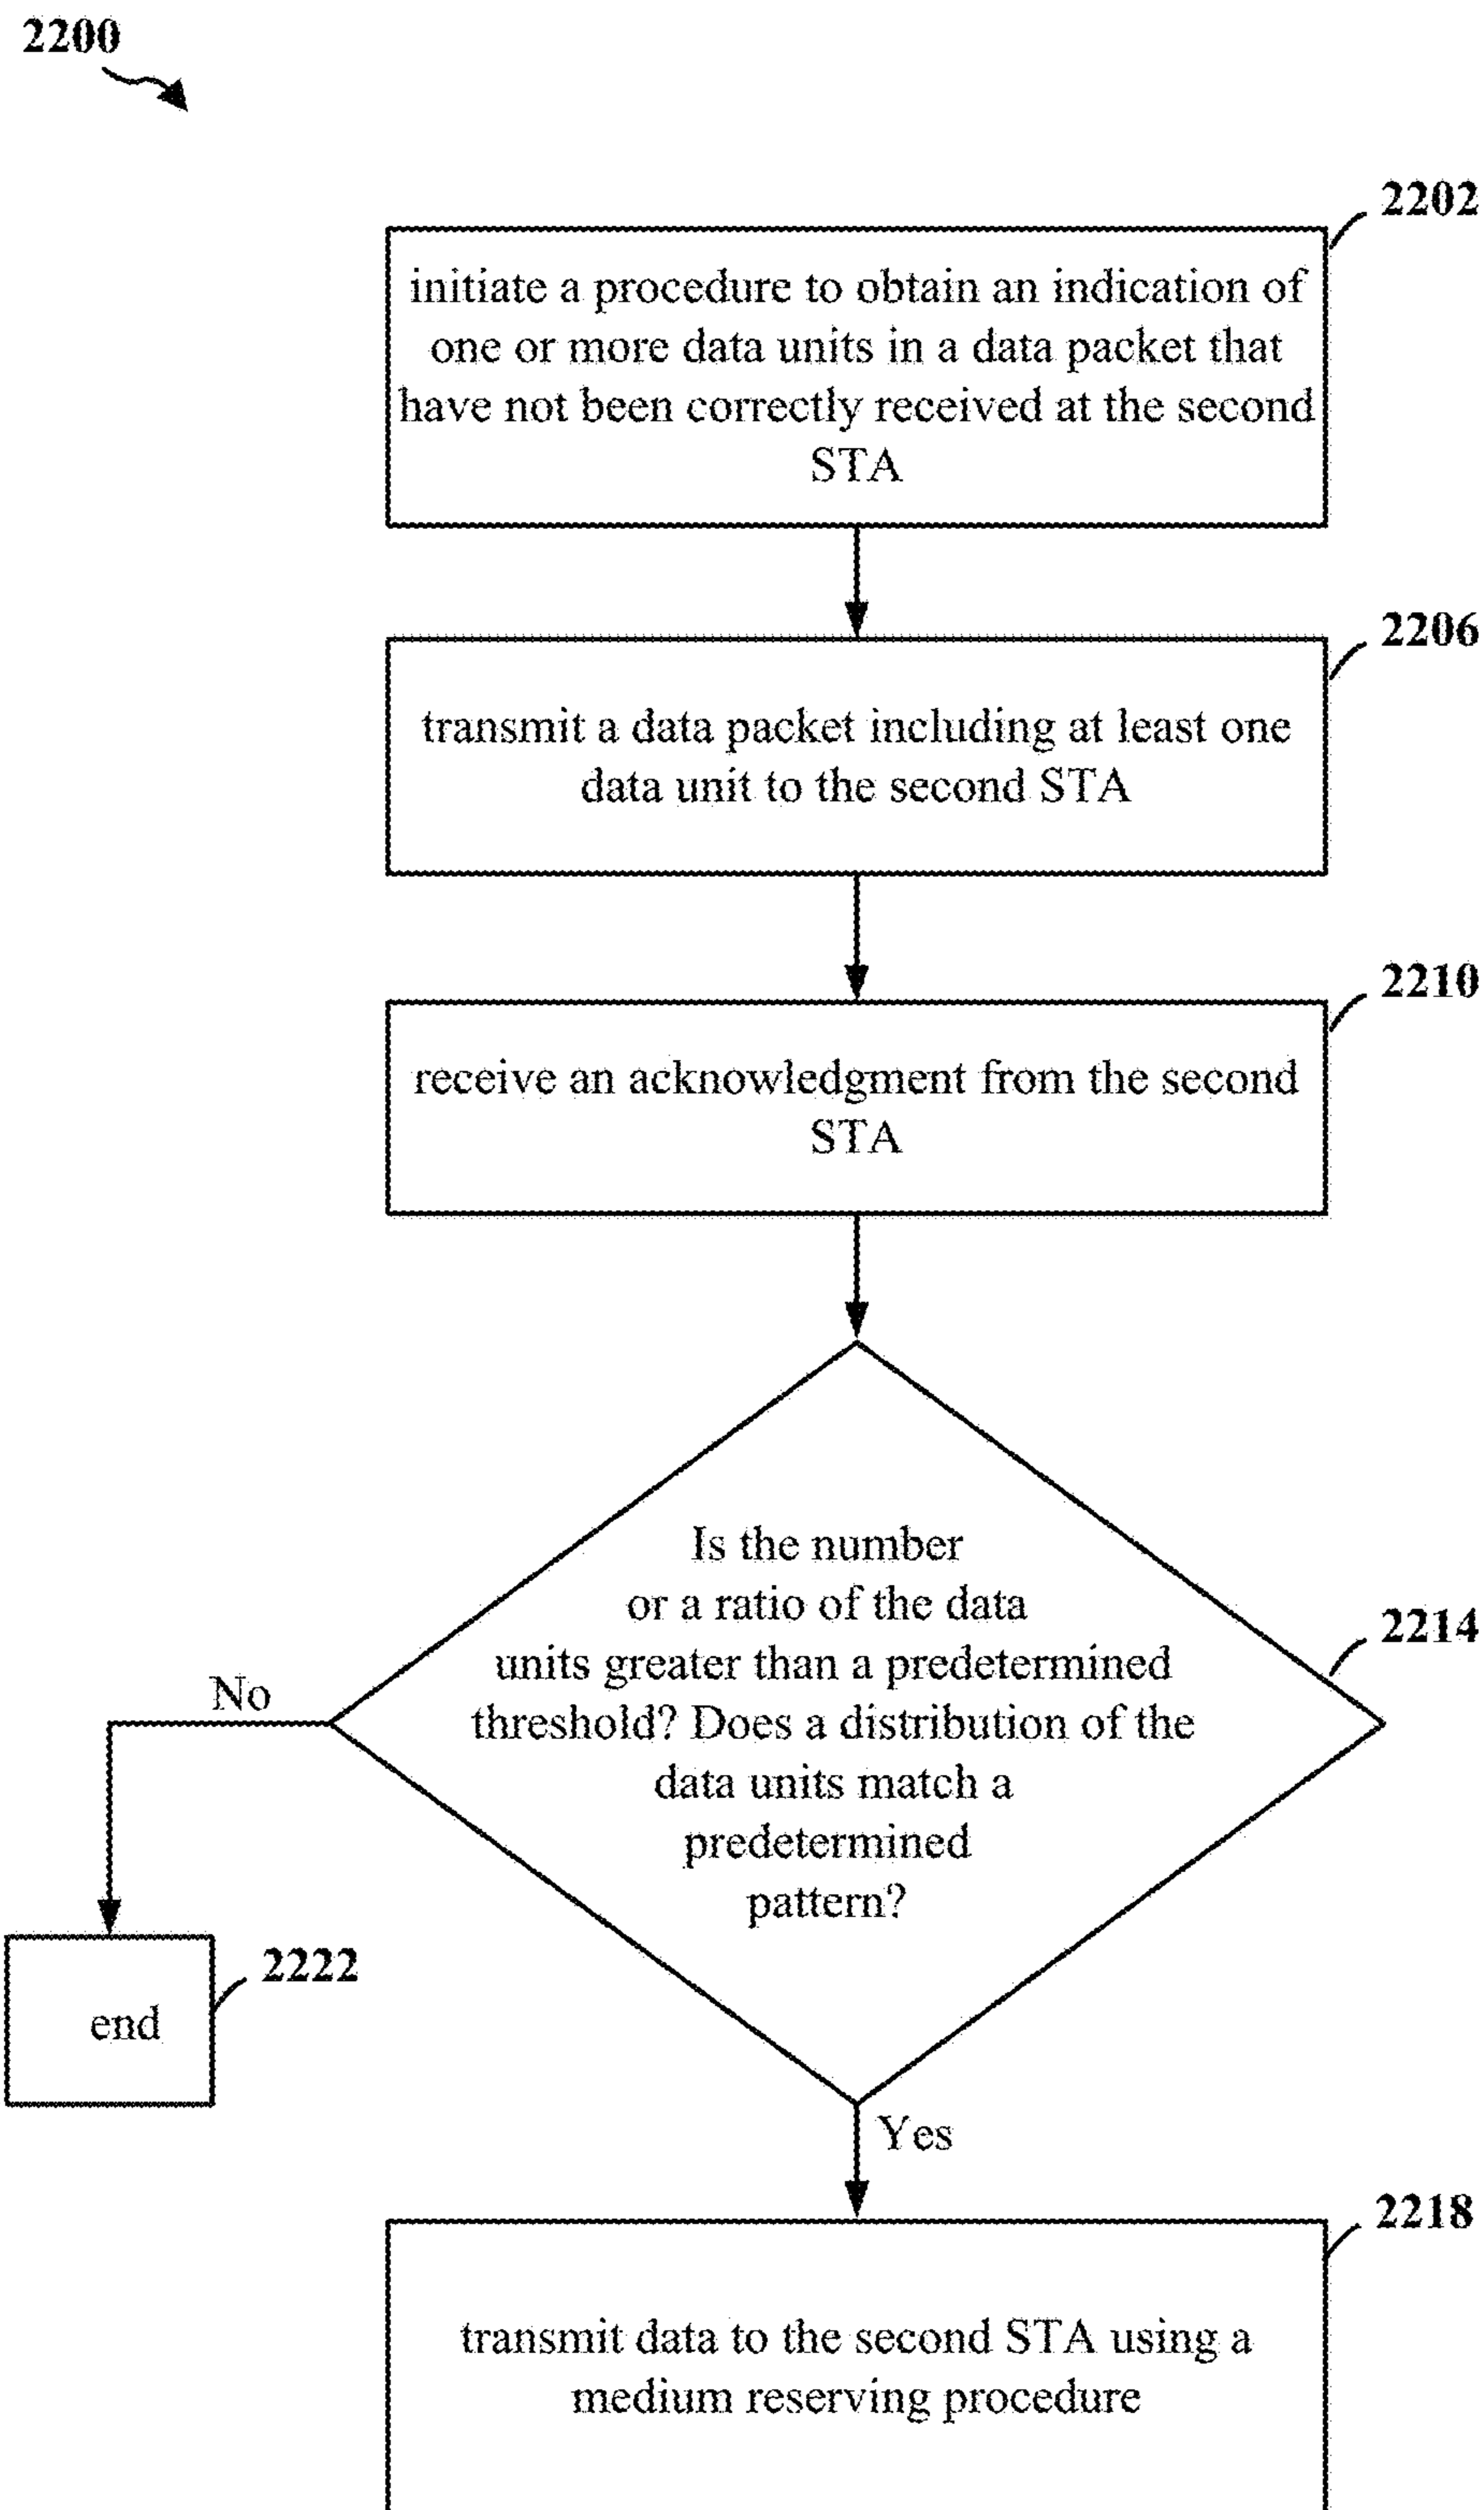 2200
2202
initiate a procedure to obtain an indication of
one or more data units in a data packet that
have not been correctly received at the second
STA
2206
transmit a data packet including at least one
data unit to the second STA
2210
receive an acknowledgment from the second
STA
2214
Is the number
or a ratio of the data
units greater than a predetermined
threshold? Does a distribution of the
data units match a
predetermined
pattern?
No
2222
end
Yes
2218
transmit data to the second STA using a
medium reserving procedure